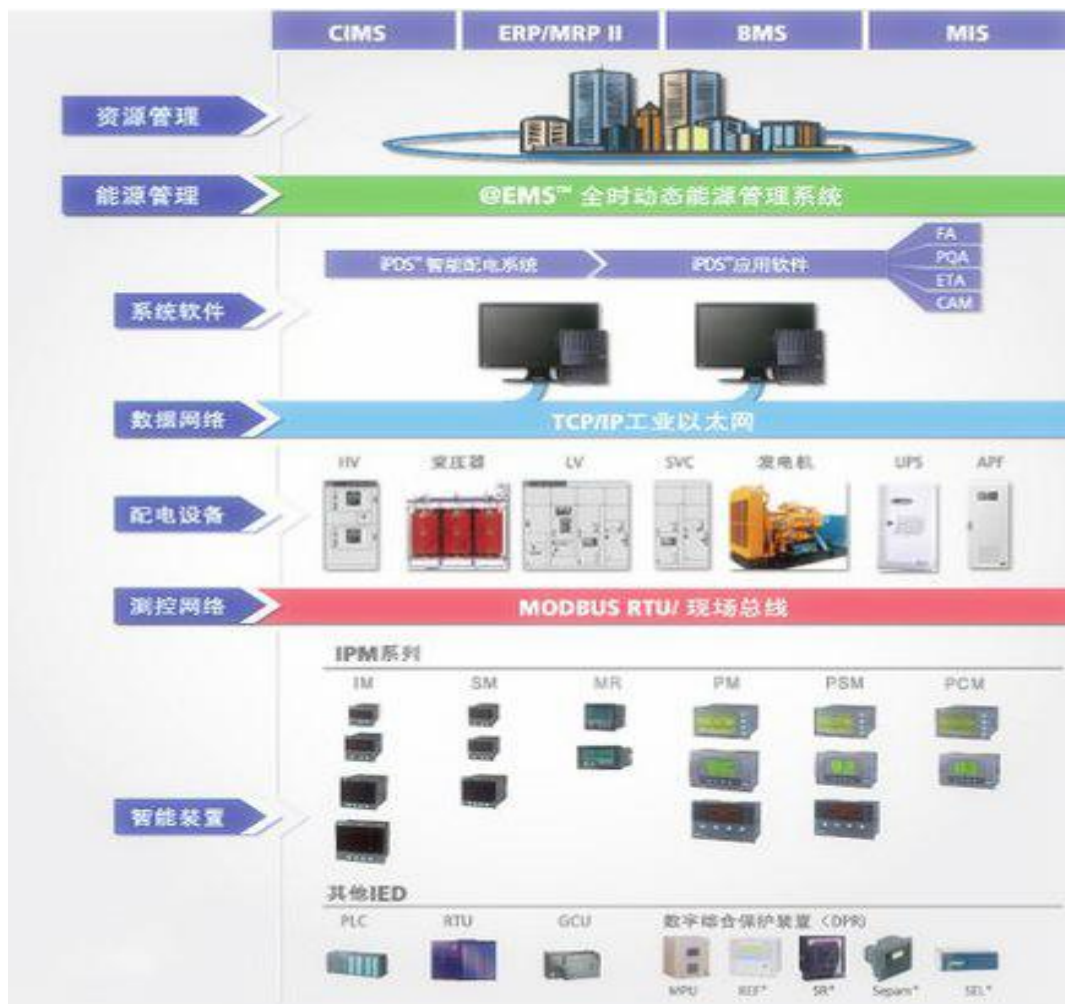 CIMS ERP/MRP II BMS MIS
资源管理
能源管理 @EMS™ 全时动态能源管理系统
FA
iPDS™智能配电系统 iPDS™应用软件 PQA
ETA
CAM
系统软件
数据网络 TCP/IP工业以太网
HV 变压器 LV SVC 发电机 UPS APF
配电设备
测控网络 MODBUS RTU/ 现场总线
IPM系列
IM SM MR PM PSM PCM
智能装置
其他IED
PLC RTU GCU 数字综合保护装置（DPR）
MPU REF* SR* Sepam* SEL*